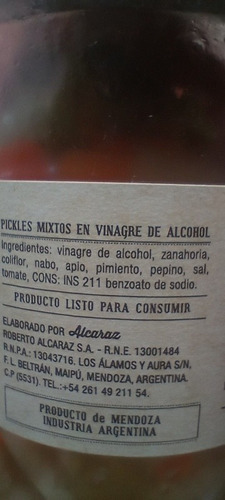 PICKLES MIXTOS EN VINAGRE DE ALCOHOL
Ingredientes: vinagre de alcohol, zanahoria,
coliflor, nabo, apio, pimiento, pepino, sal,
tomate, CONS: INS 211 benzoato de sodio.
PRODUCTO LISTO PARA CONSUMIR
ELABORADO POR Alcaraz
ROBERTO ALCARAZ S.A. - R.N.E. 13001484
R.N.P.A.: 13043716. LOS ÁLAMOS Y AURA S/N,
F. L. BELTRÁN, MAIPÚ, MENDOZA, ARGENTINA.
C.P (5531). TEL.:+54 261 49 211 54.
PRODUCTO de MENDOZA
INDUSTRIA ARGENTINA